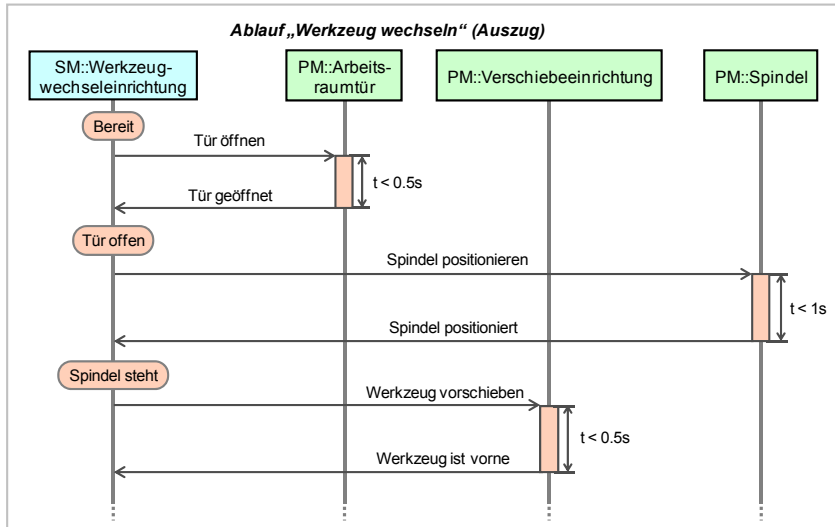 Ablauf „Werkzeug wechseln“ (Auszug)
SM::Werkzeug-
wechseleinrichtung
PM::Arbeits-
raumtür
PM::Verschiebeeinrichtung
PM::Spindel
Bereit
Tür öffnen
t < 0.5s
Tür geöffnet
Tür offen
Spindel positionieren
t < 1s
Spindel positioniert
Spindel steht
Werkzeug vorschieben
t < 0.5s
Werkzeug ist vorne